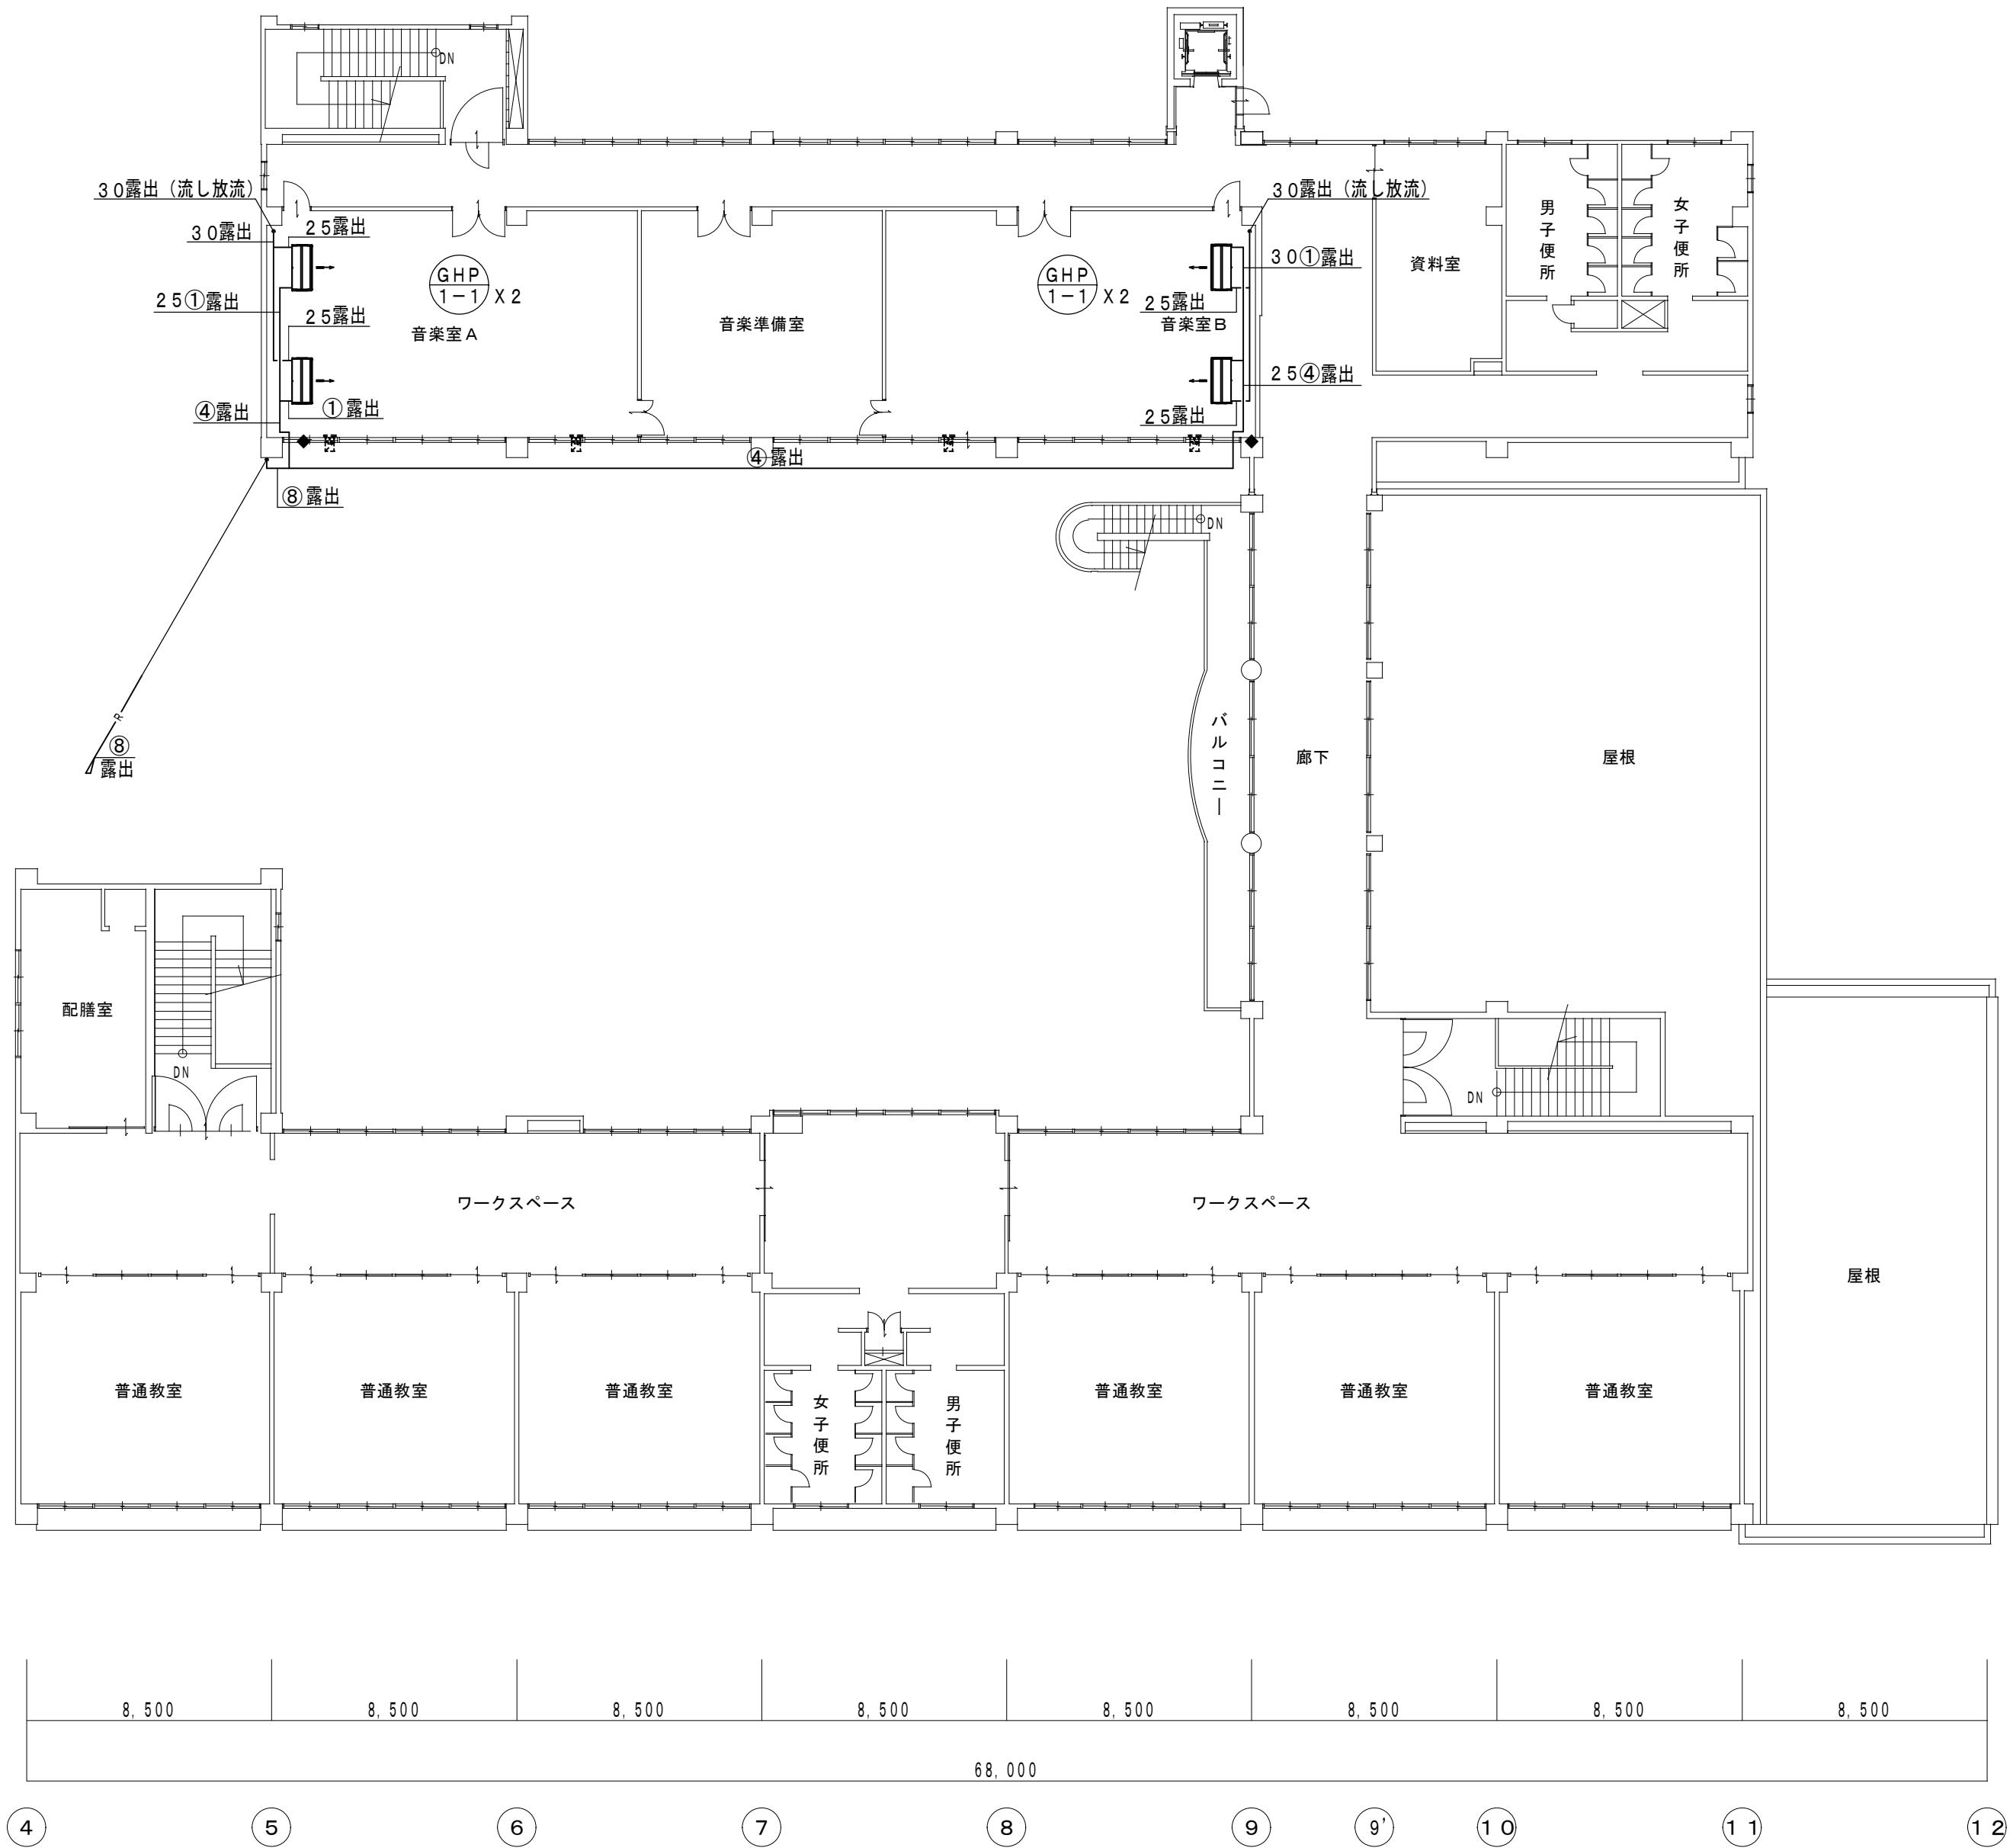 DN
30露出（流し放流）
30露出（流し放流）
30露出
25露出
25①露出
25露出
④露出
①露出
GHP
1-1
X2
音楽室A
音楽準備室
GHP
1-1
X2
音楽室B
30①露出
25露出
25④露出
25露出
資料室
男子便所
女子便所
④露出
⑧露出
DN
R
⑧
露出
バルコニー
廊下
屋根
配膳室
DN
DN
ワークスペース
ワークスペース
屋根
普通教室
普通教室
普通教室
女子便所
男子便所
普通教室
普通教室
普通教室
8,500
8,500
8,500
8,500
8,500
8,500
8,500
8,500
68,000
4
5
6
7
8
9
9'
10
11
12